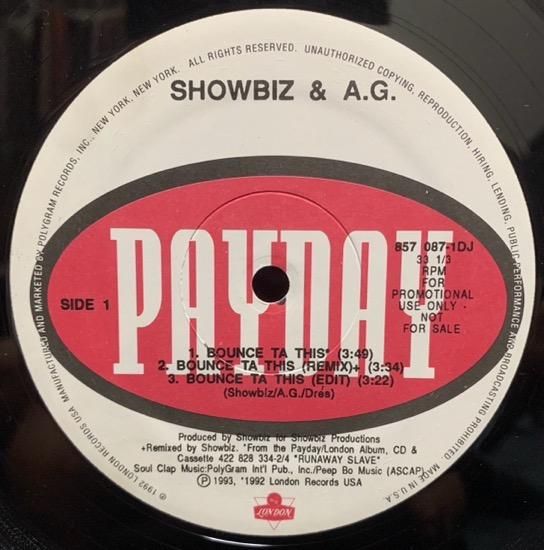 MANUFACTURED AND MARKETED BY POLYGRAM RECORDS, INC., NEW YORK, NEW YORK. ALL RIGHTS RESERVED. UNAUTHORIZED COPYING, REPRODUCTION, HIRING, LENDING, PUBLIC PERFORMANCE AND BROADCASTING PROHIBITED. MADE IN U.S.A.
SHOWBIZ & A.G.
PAYDAY
857 087-1DJ
33 1/3
RPM
FOR
PROMOTIONAL
USE ONLY -
NOT
FOR SALE
SIDE 1
1. BOUNCE TA THIS* (3:49)
2. BOUNCE TA THIS (REMIX)+ (3:34)
3. BOUNCE TA THIS (EDIT) (3:22)
(Showbiz/A.G./Dres)
Produced by Showbiz for Showbiz Productions
+Remixed by Showbiz. *From the Payday/London Album, CD &
Cassette 422 828 334-2/4 "RUNAWAY SLAVE"
Soul Clap Music:PolyGram Int'l Pub., Inc./Peep Bo Music (ASCAP)
Ⓟ 1993, *1992 London Records USA
℗ 1992 LONDON RECORDS USA
LONDON